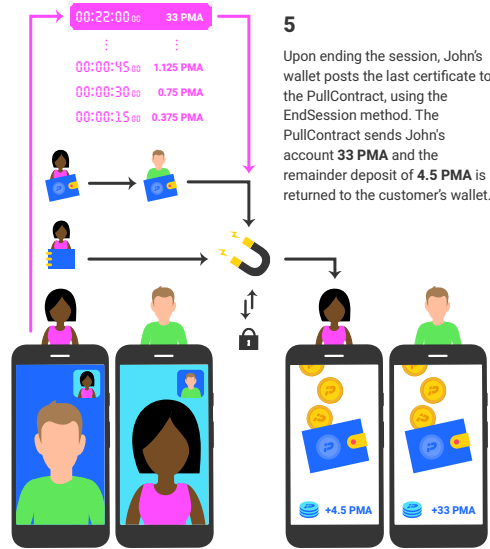 00:22:00 00 33 PMA
00:00:45 00 1.125 PMA
00:00:30 00 0.75 PMA
00:00:15 00 0.375 PMA
5
Upon ending the session, John's
wallet posts the last certificate to
the PullContract, using the
EndSession method. The
PullContract sends John's
account 33 PMA and the
remainder deposit of 4.5 PMA is
returned to the customer's wallet.
+4.5 PMA
+33 PMA